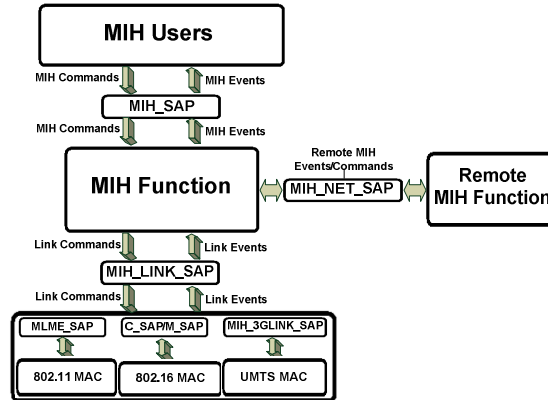 MIH Users
MIH Commands
MIH Events
MIH_SAP
MIH Commands
MIH Events
Remote MIH
Events/Commands
MIH Function
MIH_NET_SAP
Remote
MIH Function
Link Commands
Link Events
MIH_LINK_SAP
Link Commands
Link Events
MLME_SAP
C_SAP/M_SAP
MIH_3GLINK_SAP
802.11 MAC
802.16 MAC
UMTS MAC